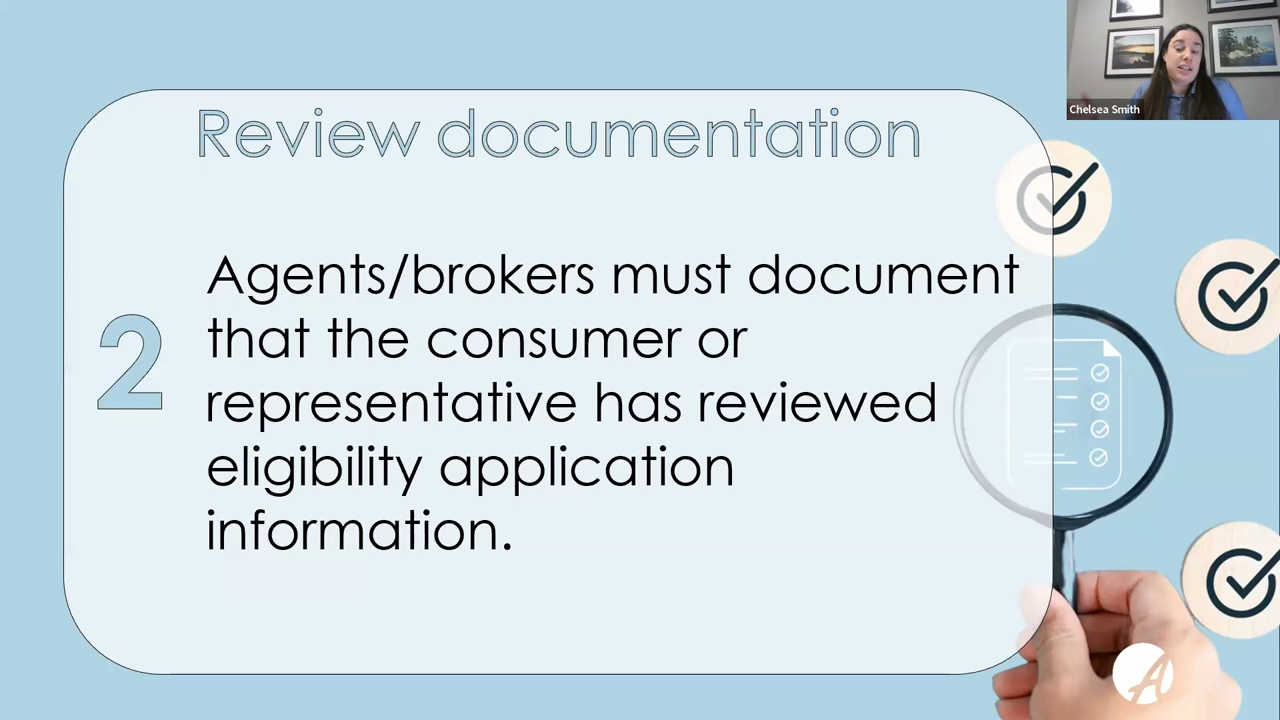 Chelsea Smith
Review documentation
2
Agents/brokers must document
that the consumer or
representative has reviewed
eligibility application
information.
A